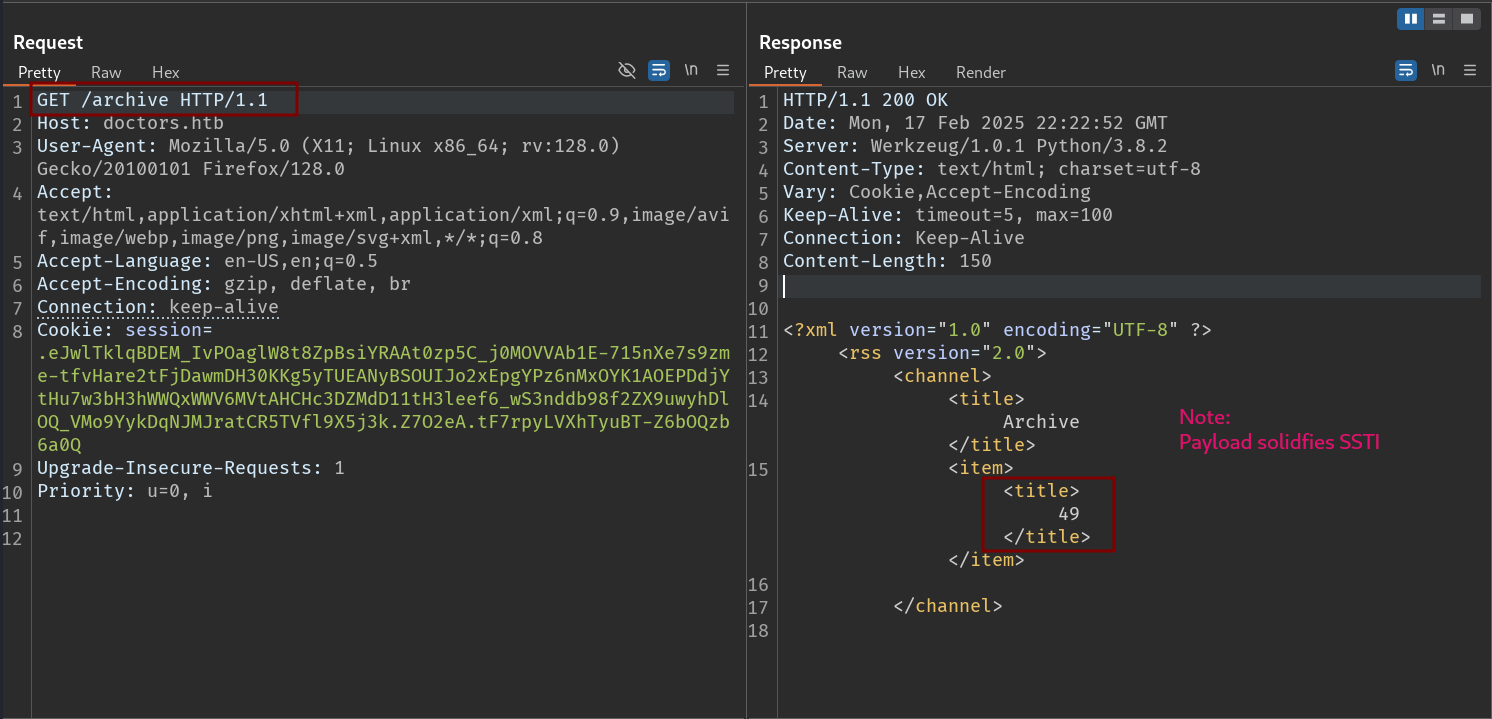 Request
Pretty Raw Hex \n
1 GET /archive HTTP/1.1
2 Host: doctors.htb
3 User-Agent: Mozilla/5.0 (X11; Linux x86_64; rv:128.0)
Gecko/20100101 Firefox/128.0
4 Accept:
text/html,application/xhtml+xml,application/xml;q=0.9,image/avi
f,image/webp,image/png,image/svg+xml,*/*;q=0.8
5 Accept-Language: en-US,en;q=0.5
6 Accept-Encoding: gzip, deflate, br
7 Connection: keep-alive
8 Cookie: session=
.eJwlTklqBDEM_IvPOaglW8t8ZpBsiYRAAt0zp5C_j0MOVVAb1E-715nXe7s9zm
e-tfvHare2tFjDawmDH30KKg5yTUEANyBSOUIJo2xEpgYPz6nMxOYK1AOEPDdjY
tHu7w3bH3hWWQxWWV6MVtAHCHc3DZMdD11tH3leef6_wS3nddb98f2ZX9uwyhDl
OQ_VMo9YykDqNJMJratCR5TVfl9X5j3k.Z7O2eA.tF7rpyLVXhTyuBT-Z6bOQzb
6a0Q
9 Upgrade-Insecure-Requests: 1
10 Priority: u=0, i
11
12
Response
Pretty Raw Hex Render \n
1 HTTP/1.1 200 OK
2 Date: Mon, 17 Feb 2025 22:22:52 GMT
3 Server: Werkzeug/1.0.1 Python/3.8.2
4 Content-Type: text/html; charset=utf-8
5 Vary: Cookie,Accept-Encoding
6 Keep-Alive: timeout=5, max=100
7 Connection: Keep-Alive
8 Content-Length: 150
9
10
11 <?xml version="1.0" encoding="UTF-8" ?>
12 <rss version="2.0">
13 <channel>
14 <title>
Archive
</title>
15 <item>
<title>
49
</title>
</item>
16
17 </channel>
18
Note:
Payload solidfies SSTI